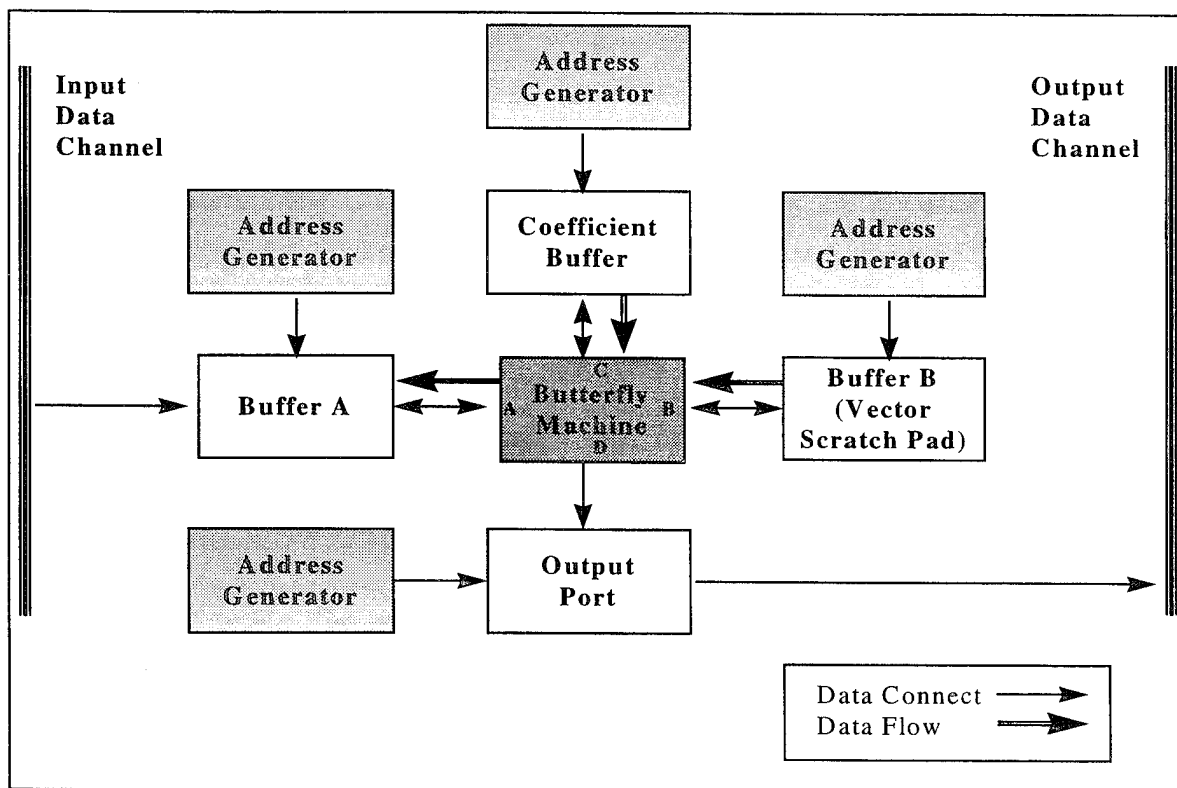 Address
Generator
Input
Data
Channel
Output
Data
Channel
Address
Generator
Coefficient
Buffer
Address
Generator
Buffer A
C
Butterfly
A
B
Machine
D
Buffer B
(Vector
Scratch Pad)
Address
Generator
Output
Port
Data Connect
Data Flow